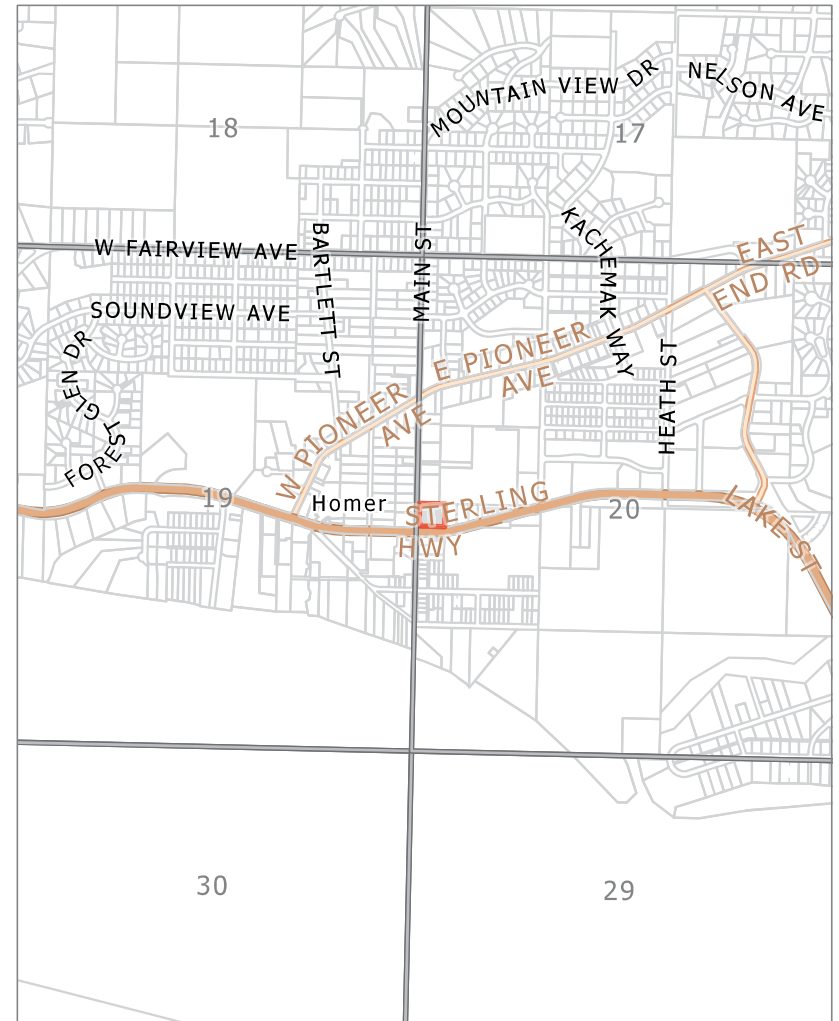 MOUNTAIN VIEW DR
NELSON AVE
18
17
W FAIRVIEW AVE
BARTLETT ST
MAIN ST
KACHEMAK WAY
EAST
END RD
SOUNDVIEW AVE
FOREST GLEN DR
E PIONEER
AVE
W PIONEER
AVE
HEATH ST
19
Homer
STERLING
HWY
20
LAKE ST
30
29